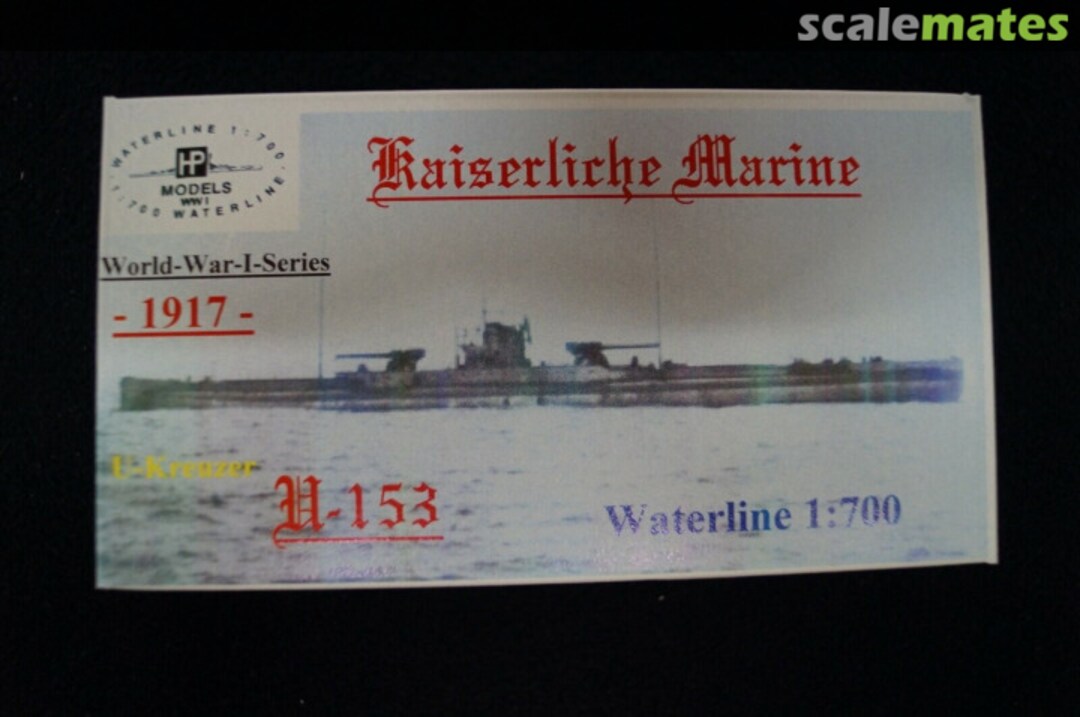 scalemates
WATERLINE 1:700
HP
MODELS
WWI
1:700 WATERLINE
Kaiserliche Marine
World-War-I-Series
- 1917 -
U-Kreuzer
U-153
Waterline 1:700